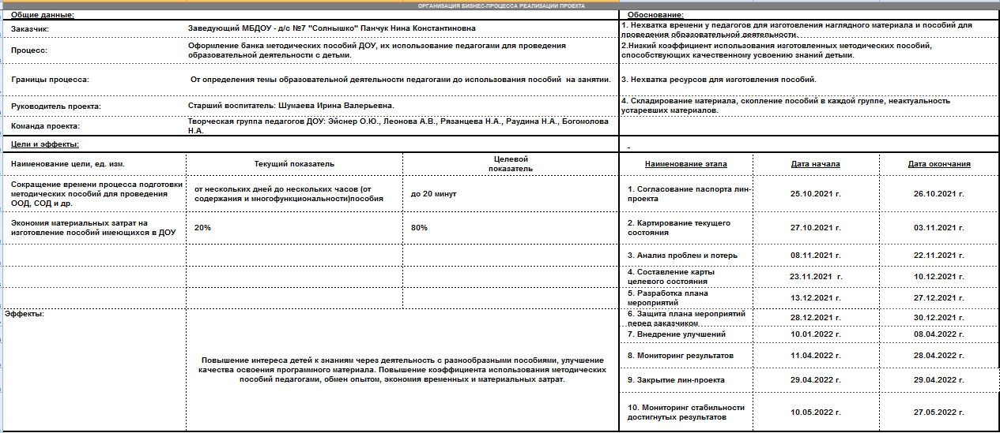 ОРГАНИЗАЦИЯ БИЗНЕС-ПРОЦЕССА РЕАЛИЗАЦИИ ПРОЕКТА
Общие данные:
Заказчик:
Заведующий МБДОУ - д/с №7 "Солнышко" Панчук Нина Константиновна
Процесс:
Оформление банка методических пособий ДОУ, их использование педагогами для проведения
образовательной деятельности с детьми.
Границы процесса:
От определения темы образовательной деятельности педагогами до использования пособий на занятии.
Руководитель проекта:
Старший воспитатель: Шумаева Ирина Валерьевна.
Команда проекта:
Творческая группа педагогов ДОУ: Эйснер О.Ю., Леонова А.В., Рязанцева Н.А., Раудина Н.А., Богомолова
Н.А.
Обоснование:
1. Нехватка времени у педагогов для изготовления наглядного материала и пособий для
проведения образовательной деятельности.
2.Низкий коэффициент использования изготовленных методических пособий,
способствующих качественному усвоению знаний детьми.
3. Нехватка ресурсов для изготовления пособий.
4. Складирование материала, скопление пособий в каждой группе, неактуальность
устаревших материалов.
Цели и эффекты:
-
Наименование цели, ед. изм.
Текущий показатель
Целевой
показатель
Сокращение времени процесса подготовки
методических пособий для проведения
ООД, СОД и др.
от нескольких дней до нескольких часов (от
содержания и многофункциональности)пособия
до 20 минут
Экономия материальных затрат на
изготовление пособий имеющихся в ДОУ
20%
80%
Эффекты:
Повышение интереса детей к знаниям через деятельность с разнообразными пособиями, улучшение
качества освоения программного материала. Повышение коэффициента использования методических
пособий педагогами, обмен опытом, экономия временных и материальных затрат.
Наименование этапа
Дата начала
Дата окончания
1. Согласование паспорта лин-
проекта
25.10.2021 г.
26.10.2021 г.
2. Картирование текущего
состояния
27.10.2021 г.
03.11.2021 г.
3. Анализ проблем и потерь
08.11.2021 г.
22.11.2021 г.
4. Составление карты
целевого состояния
23.11.2021 г.
10.12.2021 г.
5. Разработка плана
мероприятий
13.12.2021 г.
27.12.2021 г.
6. Защита плана мероприятий
перед заказчиком
28.12.2021 г.
30.12.2021 г.
7. Внедрение улучшений
10.01.2022 г.
08.04.2022 г.
8. Мониторинг результатов
11.04.2022 г.
28.04.2022 г.
9. Закрытие лин-проекта
29.04.2022 г.
29.04.2022 г.
10. Мониторинг стабильности
достигнутых результатов
10.05.2022 г.
27.05.2022 г.